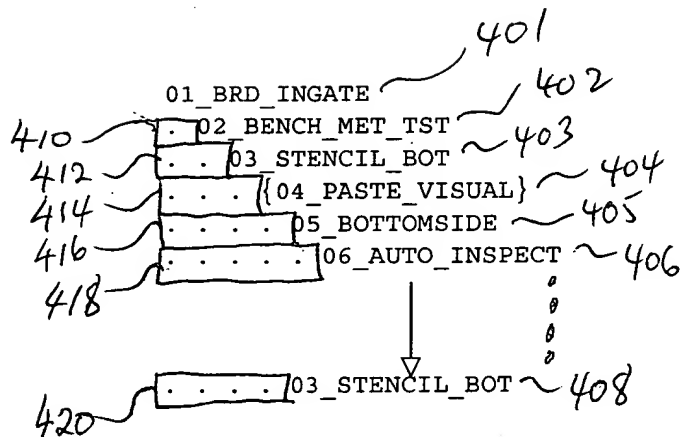 401
01_BRD_INGATE
402
410 . . 02_BENCH_MET_TST
403
412 . . . 03_STENCIL_BOT
414 . . . . {04_PASTE_VISUAL} 404
416 . . . . . 05_BOTTOMSIDE 405
418 . . . . . . 06_AUTO_INSPECT 406
420 . . . . . 03_STENCIL_BOT 408